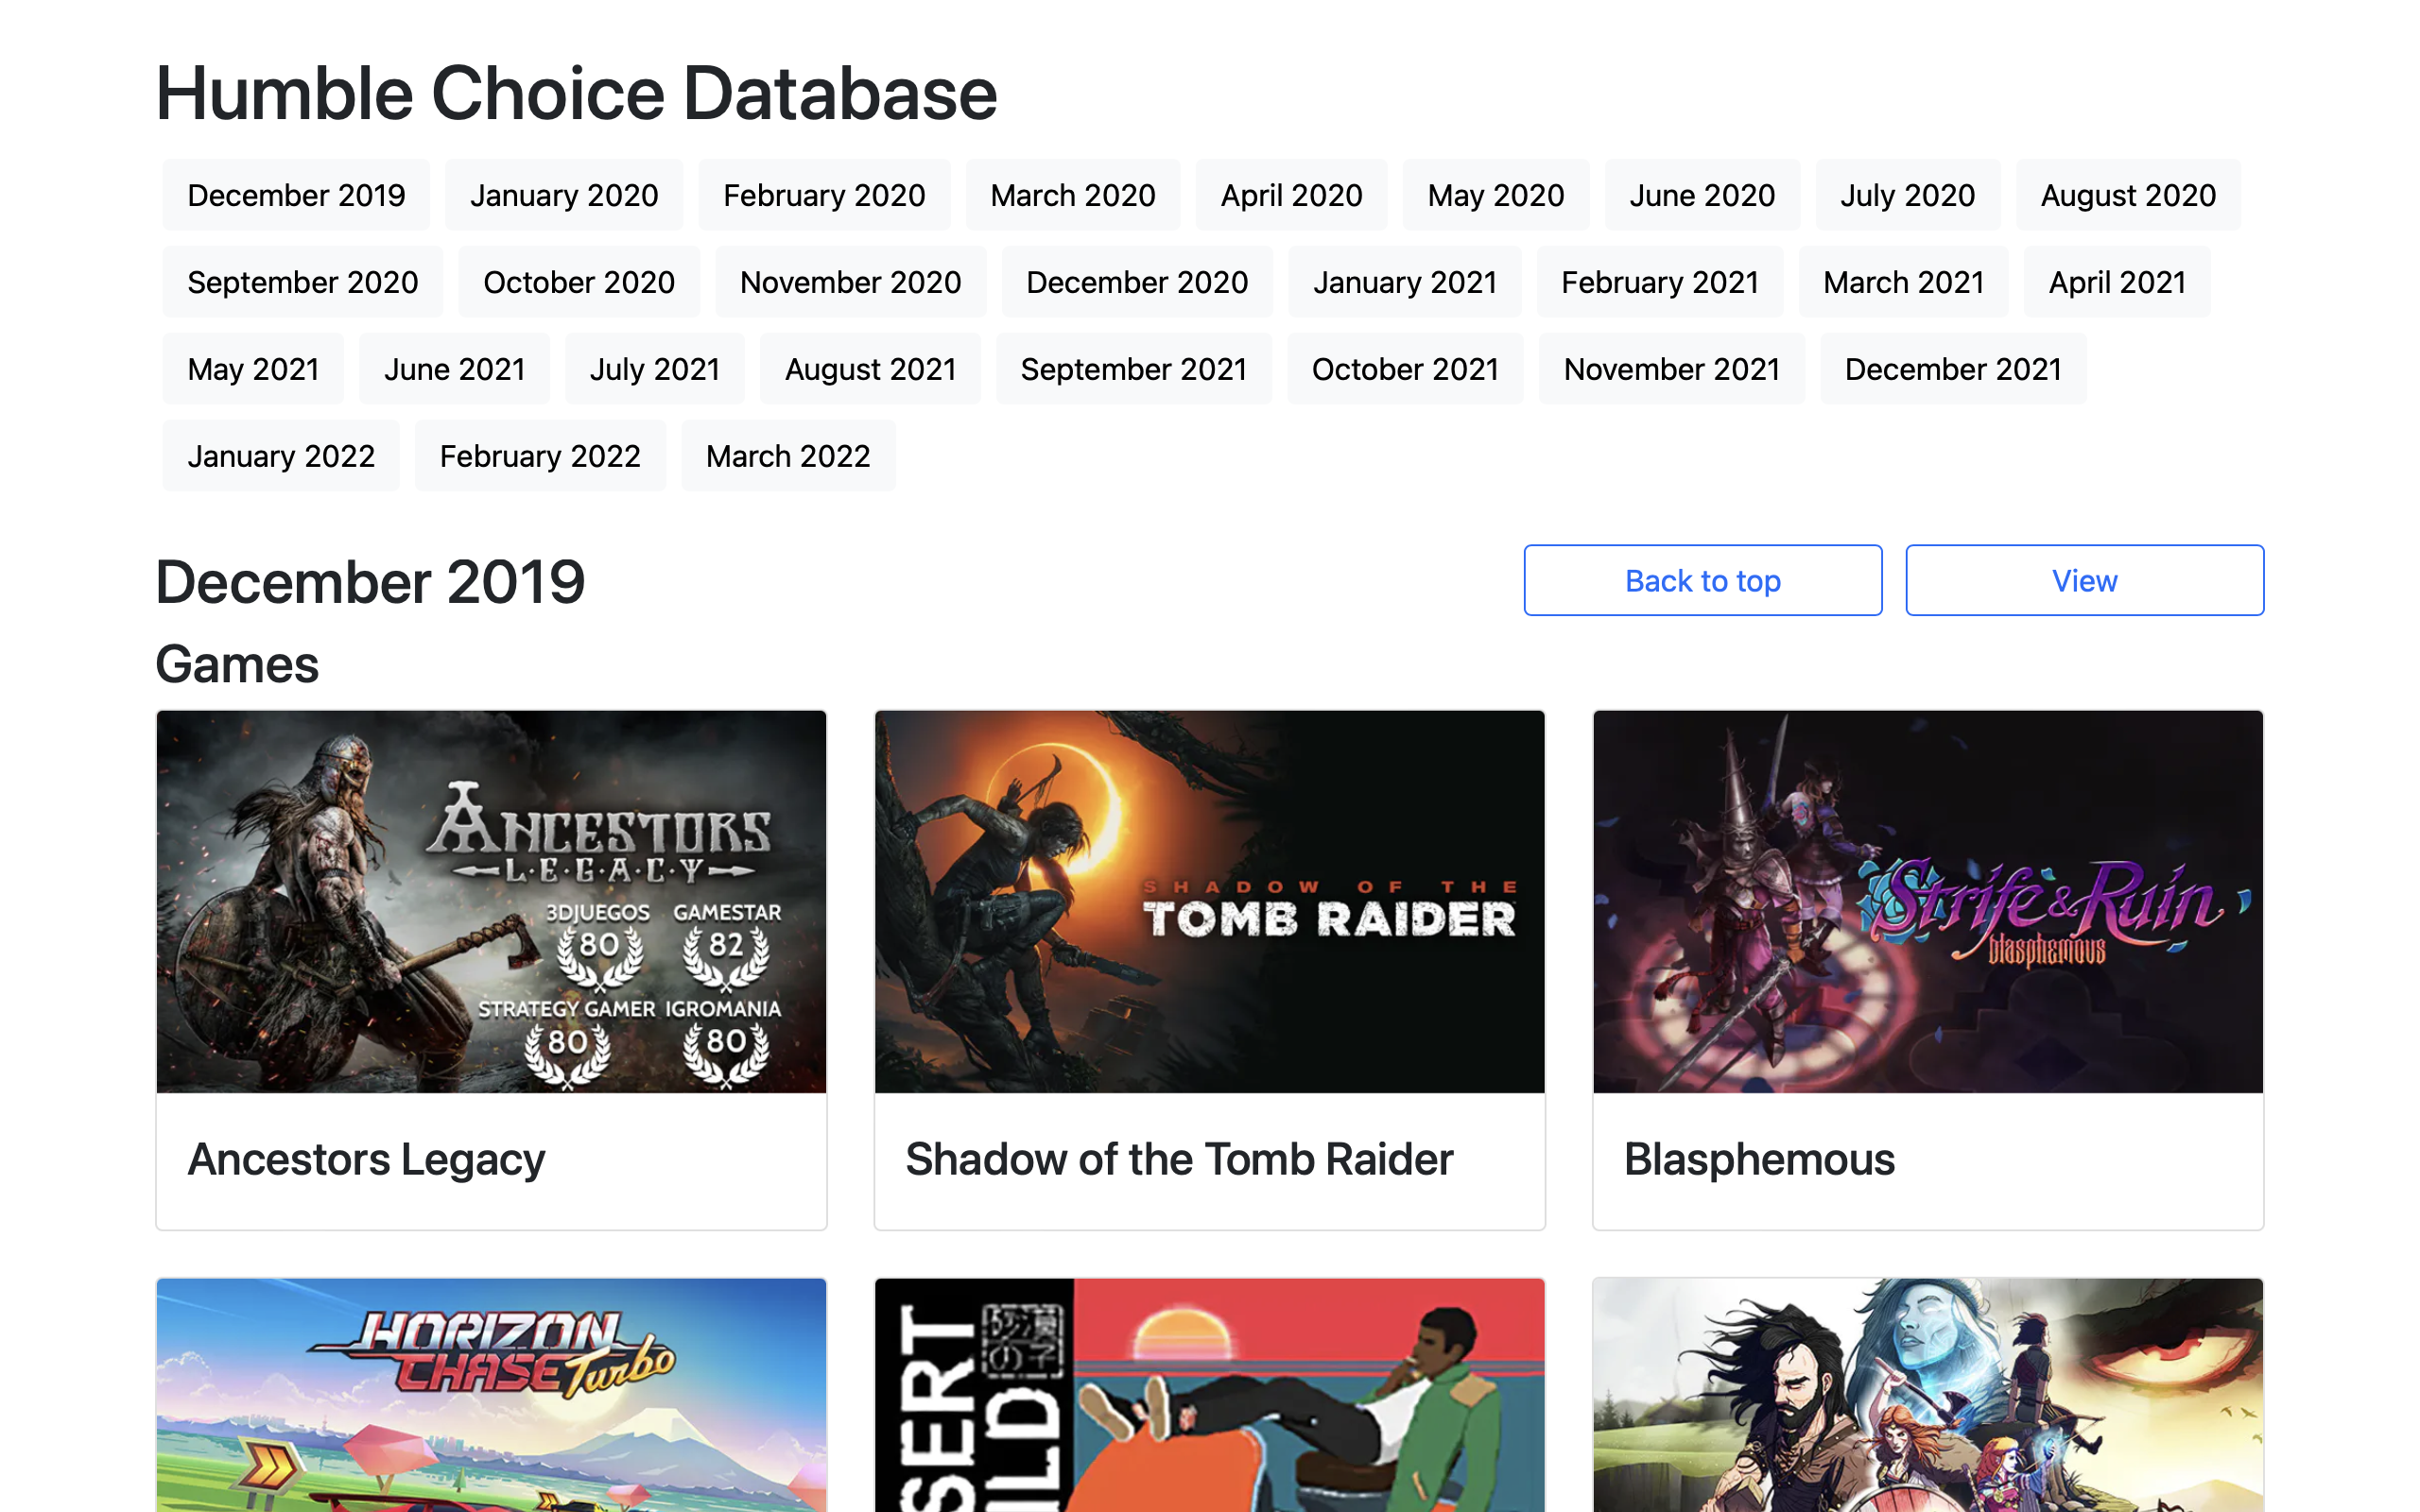 Humble Choice Database
December 2019 January 2020 February 2020 March 2020 April 2020 May 2020 June 2020 July 2020 August 2020
September 2020 October 2020 November 2020 December 2020 January 2021 February 2021 March 2021 April 2021
May 2021 June 2021 July 2021 August 2021 September 2021 October 2021 November 2021 December 2021
January 2022 February 2022 March 2022
December 2019
Back to top
View
Games
ANCESTORS
L·E·G·A·C·Y
3DJUEGOS GAMESTAR
80 82
STRATEGY GAMER IGROMANIA
80 80
Ancestors Legacy
SHADOW OF THE
TOMB RAIDER
Shadow of the Tomb Raider
Strife & Ruin
blasphemous
Blasphemous
HORIZON
CHASE Turbo